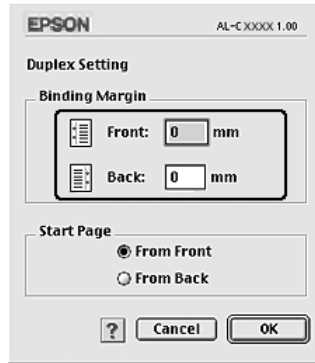 EPSON AL-C XXXX 1.00
Duplex Setting
Binding Margin
Front: 0 mm
Back: 0 mm
Start Page
From Front
From Back
? Cancel OK